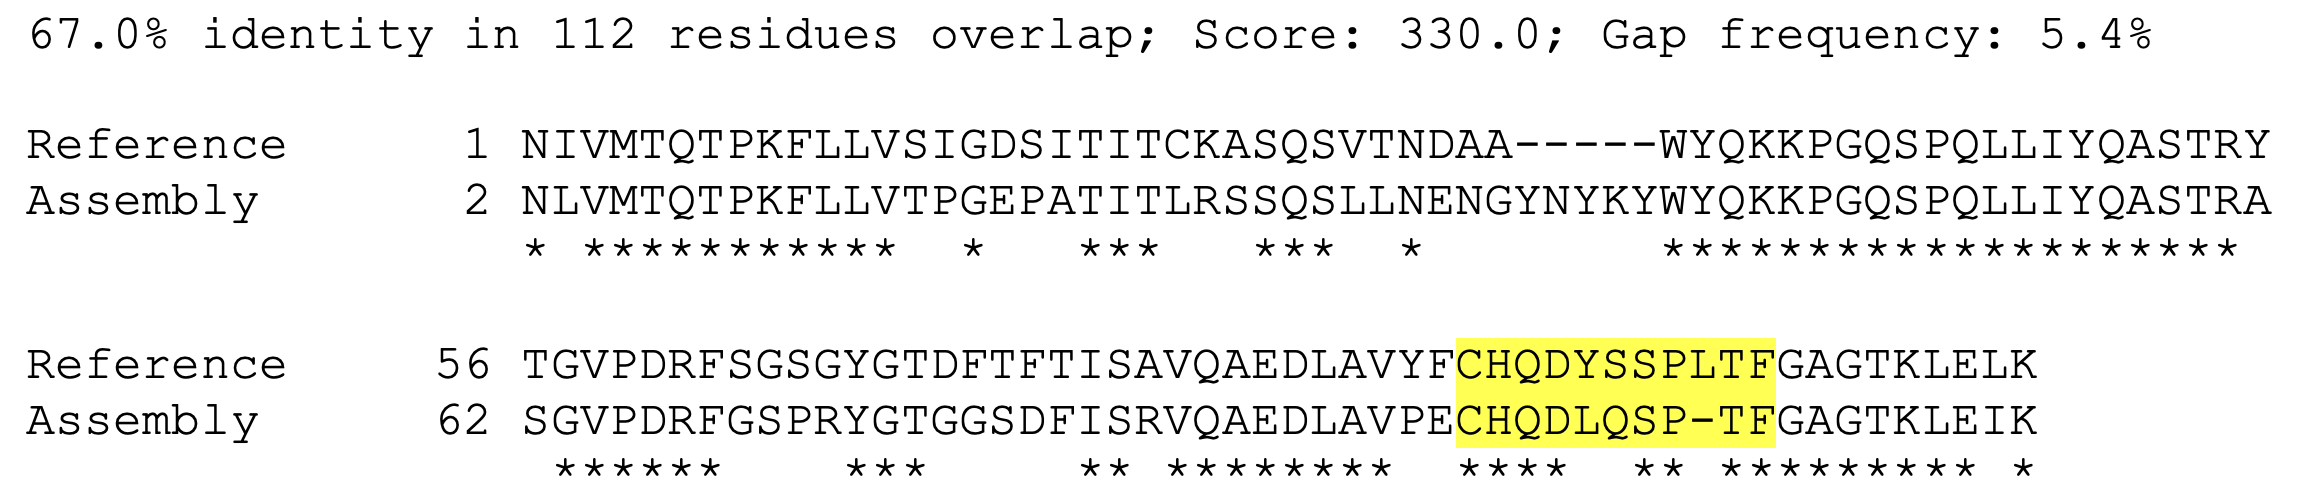 67.0% identity in 112 residues overlap; Score: 330.0; Gap frequency: 5.4%
Reference 1 NIVMTQTPKFLLVSIGDSITITCKASQSVTNDAA-----WYQKKPGQSPQLLIYQASTRY
Assembly 2 NLVMTQTPKFLLVTPGEPATITLRSSQSLLNENGYNYKYWYQKKPGQSPQLLIYQASTRA
* *********** * *** *** * ********************
Reference 56 TGVPDRFSGSGYGTDFTFTISAVQAEDLAVYFCHQDYSSPLTFGAGTKLELK
Assembly 62 SGVPDRFGSPRYGTGGSDFISRVQAEDLAVPECHQDLQSP-TFGAGTKLEIK
****** *** ** ******** **** ** ********* *